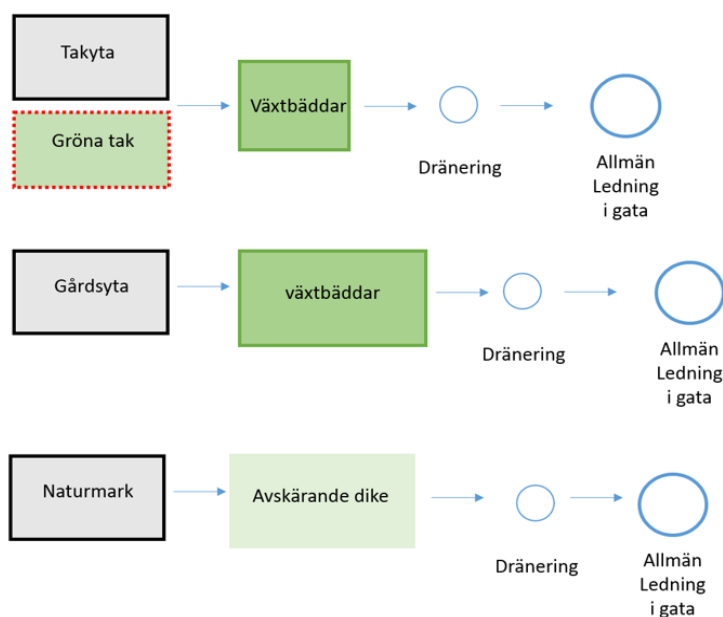 Takyta
Gröna tak
Växtbäddar
Dränering
Allmän
Ledning
i gata
Gårdsyta
växtbäddar
Dränering
Allmän
Ledning
i gata
Naturmark
Avskärande dike
Dränering
Allmän
Ledning
i gata